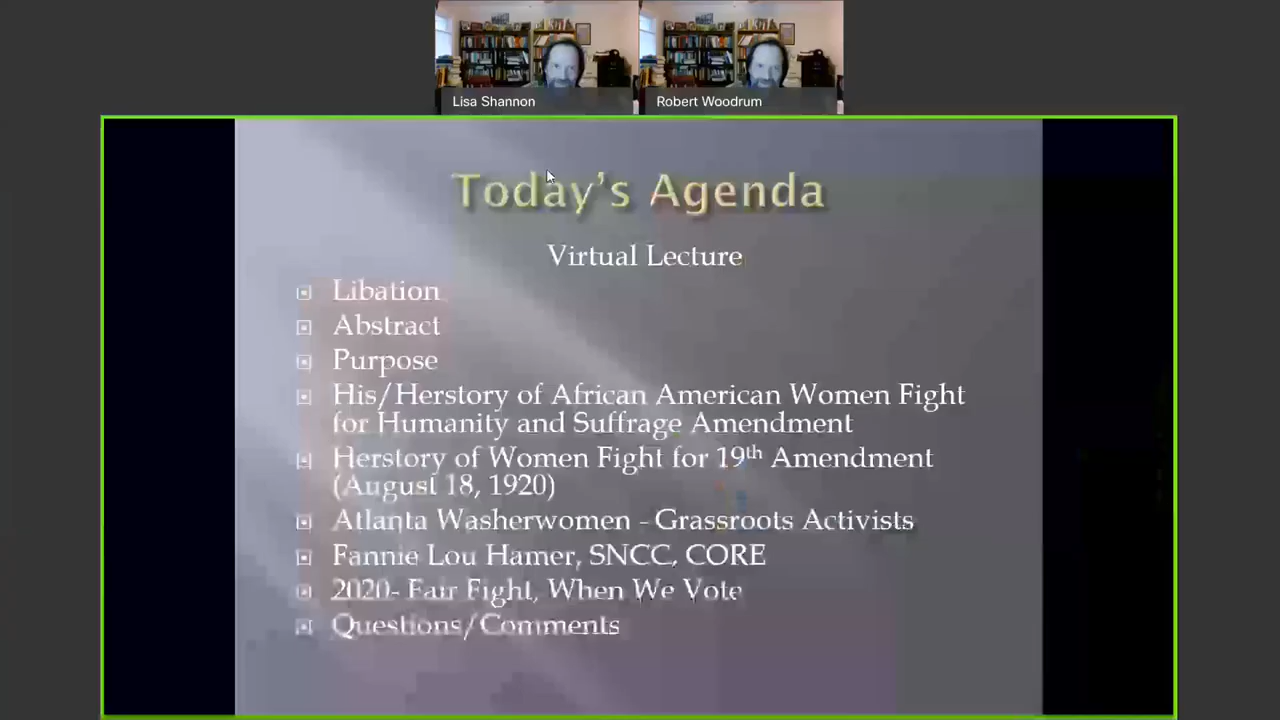 Lisa Shannon
Robert Woodrum
Today's Agenda
Virtual Lecture
Libation
Abstract
Purpose
His/Herstory of African American Women Fight
for Humanity and Suffrage Amendment
Herstory of Women Fight for 19th Amendment
(August 18, 1920)
Atlanta Washerwomen - Grassroots Activists
Fannie Lou Hamer, SNCC, CORE
2020- Fair Fight, When We Vote
Questions/Comments